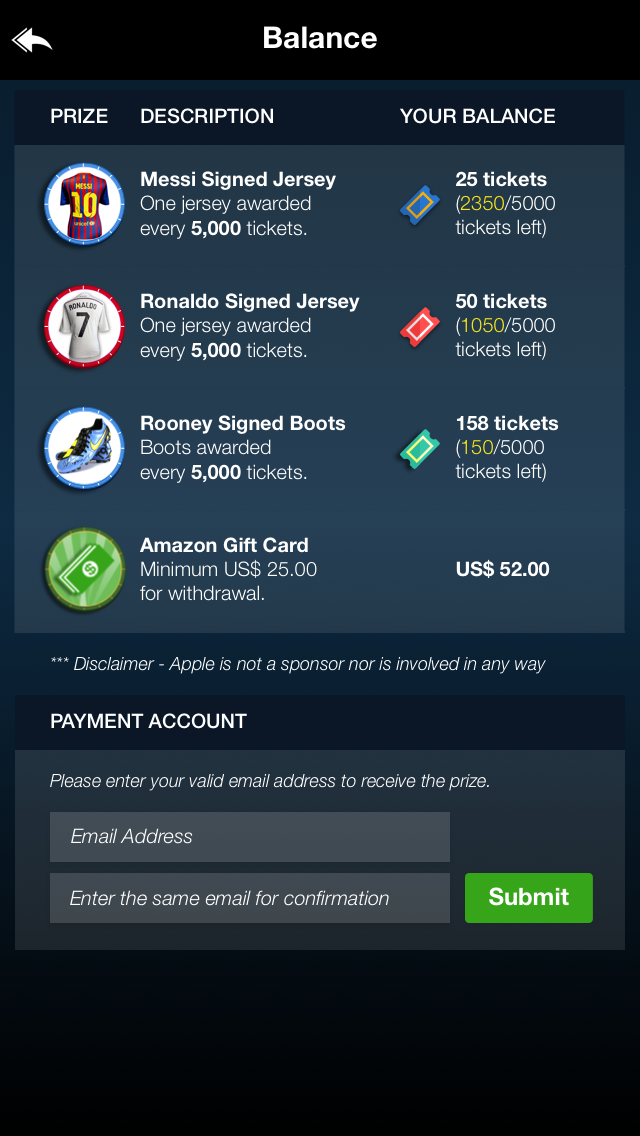 Balance
PRIZE DESCRIPTION YOUR BALANCE
MESSI
10
unicef
Messi Signed Jersey
One jersey awarded
every 5,000 tickets.
25 tickets
(2350/5000
tickets left)
RONALDO
7
Ronaldo Signed Jersey
One jersey awarded
every 5,000 tickets.
50 tickets
(1050/5000
tickets left)
Rooney Signed Boots
Boots awarded
every 5,000 tickets.
158 tickets
(150/5000
tickets left)
$
Amazon Gift Card
Minimum US$ 25.00
for withdrawal.
US$ 52.00
*** Disclaimer - Apple is not a sponsor nor is involved in any way
PAYMENT ACCOUNT
Please enter your valid email address to receive the prize.
Email Address
Enter the same email for confirmation
Submit